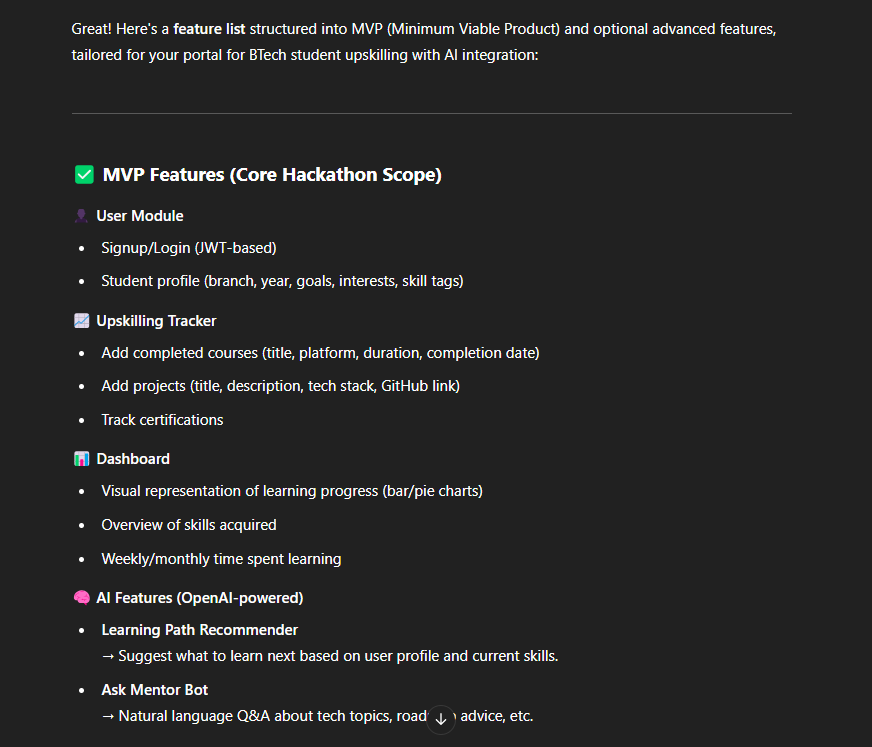 Great! Here's a feature list structured into MVP (Minimum Viable Product) and optional advanced features,
tailored for your portal for BTech student upskilling with AI integration:
MVP Features (Core Hackathon Scope)
User Module
Signup/Login (JWT-based)
Student profile (branch, year, goals, interests, skill tags)
Upskilling Tracker
Add completed courses (title, platform, duration, completion date)
Add projects (title, description, tech stack, GitHub link)
Track certifications
Dashboard
Visual representation of learning progress (bar/pie charts)
Overview of skills acquired
Weekly/monthly time spent learning
AI Features (OpenAI-powered)
Learning Path Recommender
→ Suggest what to learn next based on user profile and current skills.
Ask Mentor Bot
→ Natural language Q&A about tech topics, advice, etc.